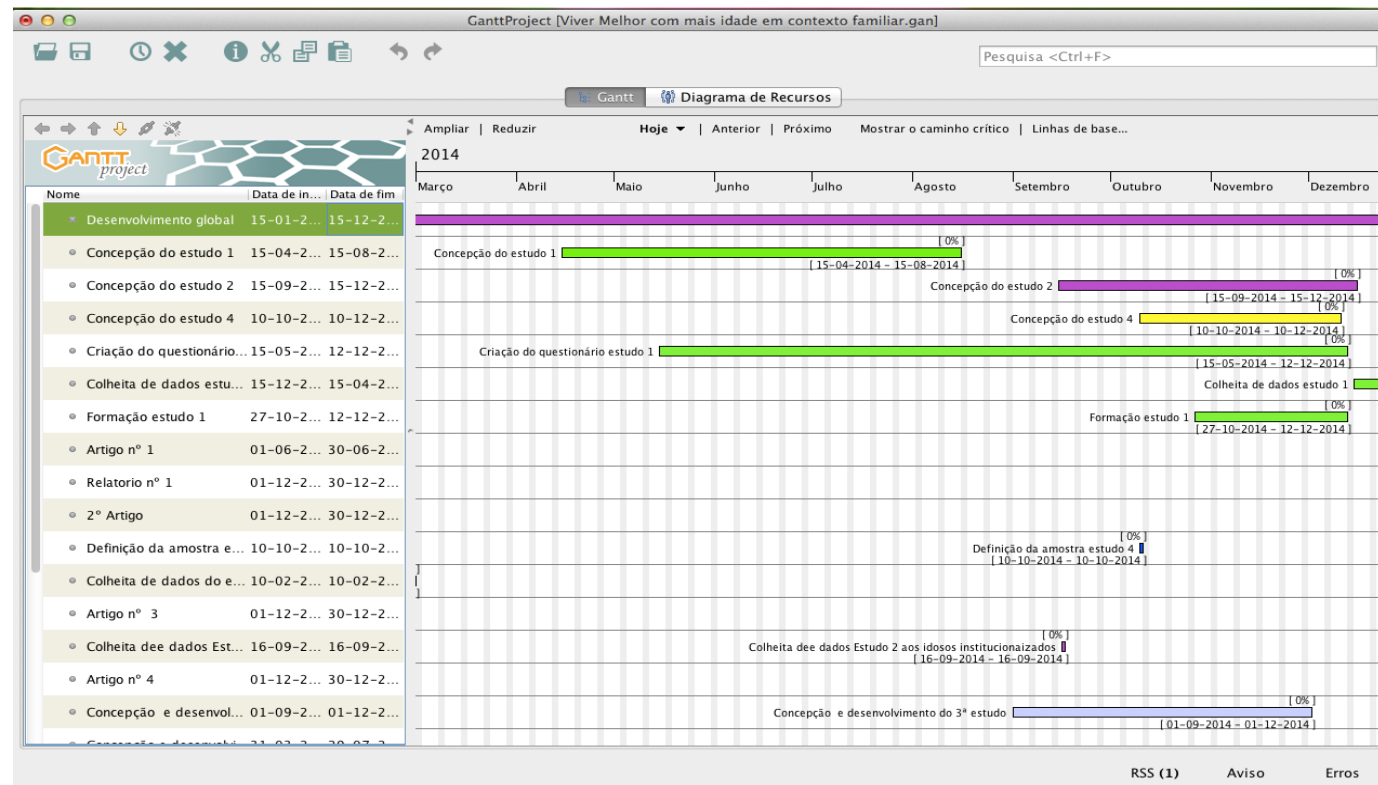 GanttProject [Viver Melhor com mais idade em contexto familiar.gan]
Pesquisa <Ctrl+F>
Gantt Diagrama de Recursos
Ampliar | Reduzir Hoje | Anterior | Próximo Mostrar o caminho crítico | Linhas de base...
GANTT project
2014
Março Abril Maio Junho Julho Agosto Setembro Outubro Novembro Dezembro
Nome Data de in... Data de fim
Desenvolvimento global 15-01-2... 15-12-2...
Concepção do estudo 1 15-04-2... 15-08-2...
Concepção do estudo 1 [ 0% ]
[ 15-04-2014 - 15-08-2014 ]
Concepção do estudo 2 15-09-2... 15-12-2...
Concepção do estudo 2 [ 0% ]
[ 15-09-2014 - 15-12-2014 ]
Concepção do estudo 4 10-10-2... 10-12-2...
Concepção do estudo 4 [ 0% ]
[ 10-10-2014 - 10-12-2014 ]
Criação do questionário... 15-05-2... 12-12-2...
Criação do questionário estudo 1 [ 0% ]
[ 15-05-2014 - 12-12-2014 ]
Colheita de dados estu... 15-12-2... 15-04-2...
Colheita de dados estudo 1
Formação estudo 1 27-10-2... 12-12-2...
Formação estudo 1 [ 0% ]
[ 27-10-2014 - 12-12-2014 ]
Artigo nº 1 01-06-2... 30-06-2...
Relatorio nº 1 01-12-2... 30-12-2...
2º Artigo 01-12-2... 30-12-2...
Definição da amostra e... 10-10-2... 10-10-2...
Definição da amostra estudo 4 [ 0% ]
[ 10-10-2014 - 10-10-2014 ]
Colheita de dados do e... 10-02-2... 10-02-2...
Artigo nº 3 01-12-2... 30-12-2...
Colheita dee dados Est... 16-09-2... 16-09-2...
Colheita dee dados Estudo 2 aos idosos institucionaizados [ 0% ]
[ 16-09-2014 - 16-09-2014 ]
Artigo nº 4 01-12-2... 30-12-2...
Concepção e desenvol... 01-09-2... 01-12-2...
Concepção e desenvolvimento do 3ª estudo [ 0% ]
[ 01-09-2014 - 01-12-2014 ]
RSS (1) Aviso Erros